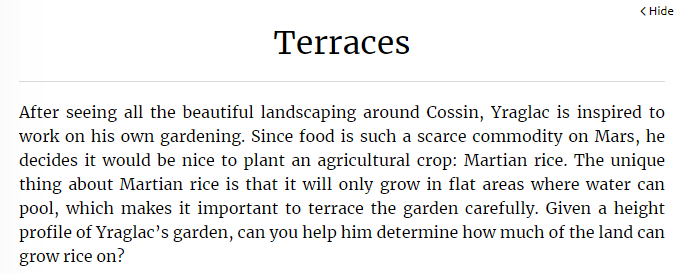 < Hide
Terraces
After seeing all the beautiful landscaping around Cossin, Yraglac is inspired to
work on his own gardening. Since food is such a scarce commodity on Mars, he
decides it would be nice to plant an agricultural crop: Martian rice. The unique
thing about Martian rice is that it will only grow in flat areas where water can
pool, which makes it important to terrace the garden carefully. Given a height
profile of Yraglac’s garden, can you help him determine how much of the land can
grow rice on?